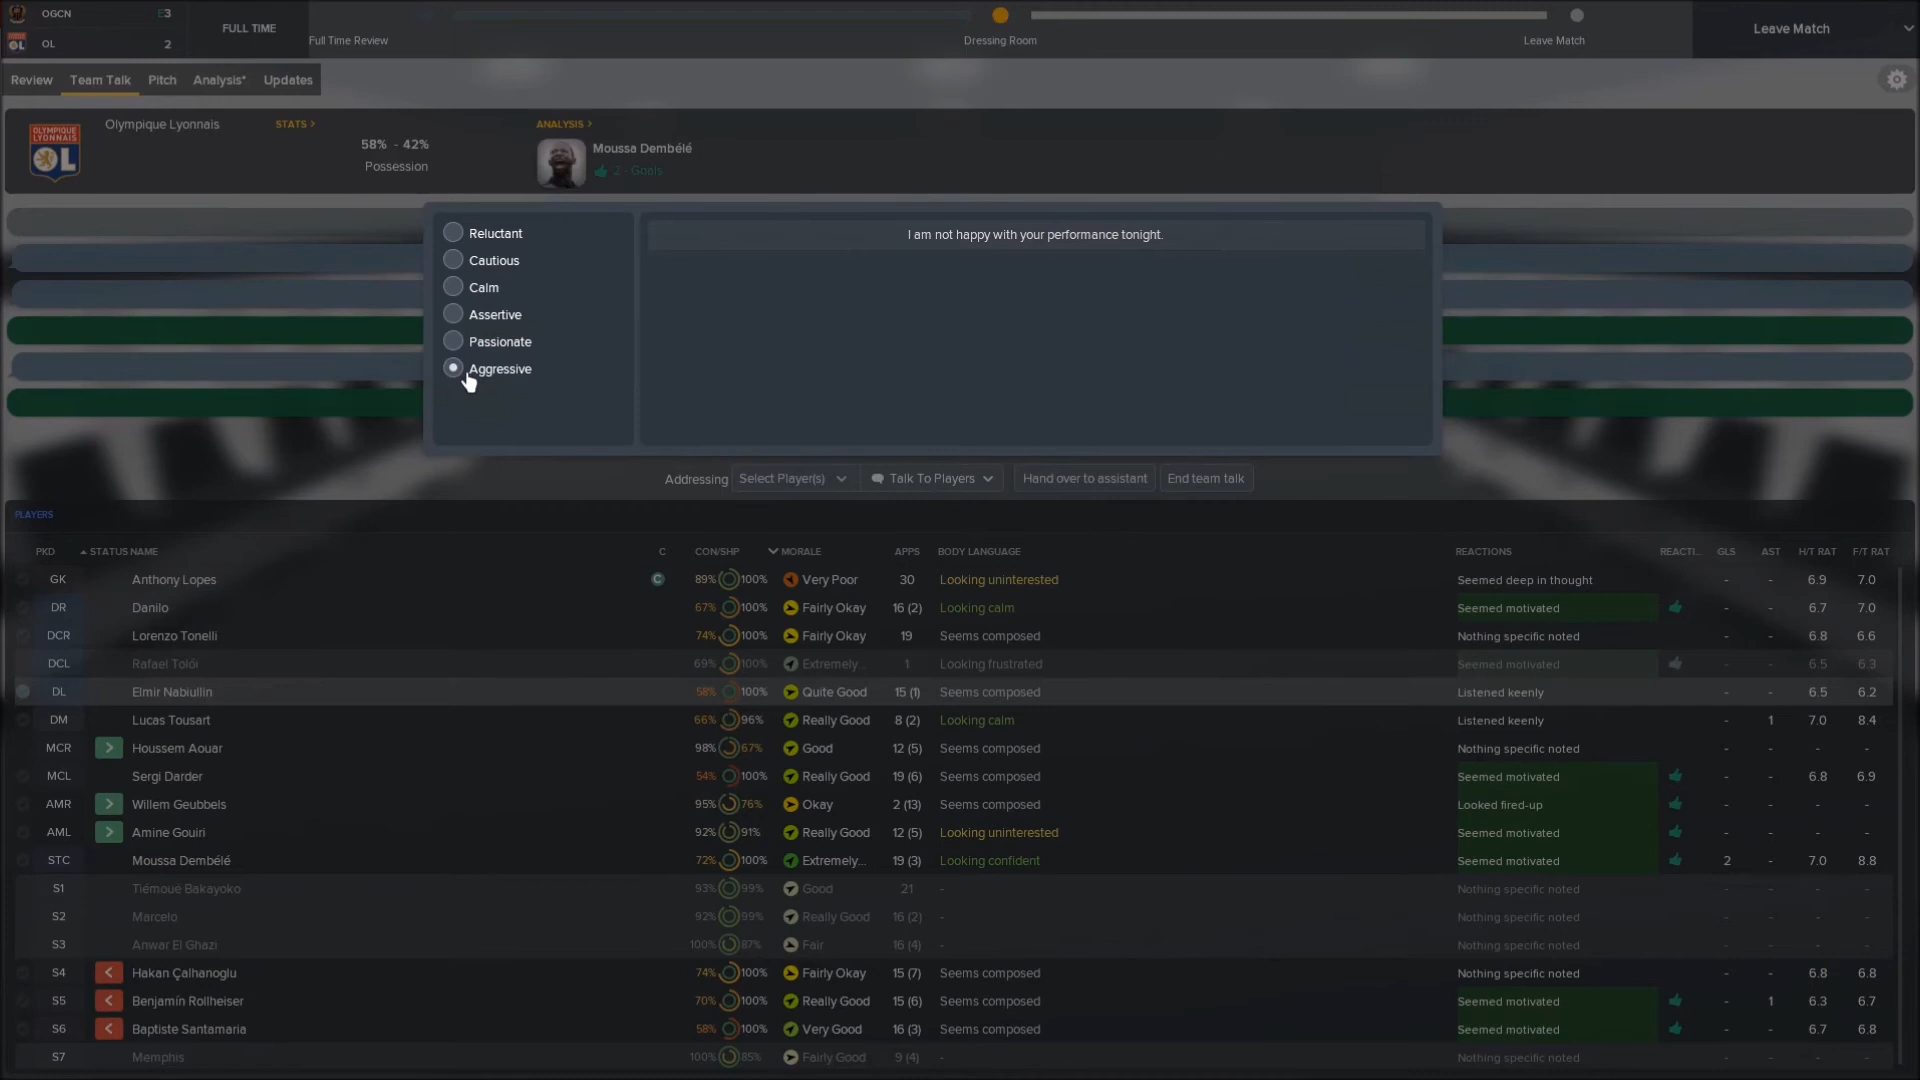 OGCN E3
OL 2
FULL TIME
Full Time Review
Dressing Room
Leave Match
Leave Match
Review Team Talk Pitch Analysis* Updates
OLYMPIQUE LYONNAIS OL
Olympique Lyonnais
STATS >
58% - 42%
Possession
ANALYSIS >
Moussa Dembélé
2 - Goals
Reluctant
Cautious
Calm
Assertive
Passionate
Aggressive
I am not happy with your performance tonight.
Addressing Select Player(s) Talk To Players Hand over to assistant End team talk
PLAYERS
PKD STATUS NAME C CON/SHP MORALE APPS BODY LANGUAGE REACTIONS REACTI... GLS AST H/T RAT F/T RAT
GK Anthony Lopes C 89% 100% Very Poor 30 Looking uninterested Seemed deep in thought - - 6.9 7.0
DR Danilo 67% 100% Fairly Okay 16 (2) Looking calm Seemed motivated - - 6.7 7.0
DCR Lorenzo Tonelli 74% 100% Fairly Okay 19 Seems composed Nothing specific noted - - 6.8 6.6
DCL Rafael Tolói 69% 100% Extremely... 1 Looking frustrated Seemed motivated - - 6.5 6.3
DL Elmir Nabiullin 58% 100% Quite Good 15 (1) Seems composed Listened keenly - - 6.5 6.2
DM Lucas Tousart 66% 96% Really Good 8 (2) Looking calm Listened keenly - 1 7.0 8.4
MCR Houssem Aouar 98% 67% Good 12 (5) Seems composed Nothing specific noted - - - -
MCL Sergi Darder 54% 100% Really Good 19 (6) Seems composed Seemed motivated - - 6.8 6.9
AMR Willem Geubbels 95% 76% Okay 2 (13) Seems composed Looked fired-up - - - -
AML Amine Gouiri 92% 91% Really Good 12 (5) Looking uninterested Seemed motivated - - - -
STC Moussa Dembélé 72% 100% Extremely... 19 (3) Looking confident Seemed motivated 2 - 7.0 8.8
S1 Tiémoué Bakayoko 93% 99% Good 21 - Nothing specific noted - - - -
S2 Marcelo 92% 99% Really Good 16 (2) - Nothing specific noted - - - -
S3 Anwar El Ghazi 100% 87% Fair 16 (4) - Nothing specific noted - - - -
S4 Hakan Çalhanoglu 74% 100% Fairly Okay 15 (7) Seems composed Nothing specific noted - - 6.8 6.8
S5 Benjamín Rollheiser 70% 100% Really Good 15 (6) Seems composed Seemed motivated - 1 6.3 6.7
S6 Baptiste Santamaria 58% 100% Very Good 16 (3) Seems composed Seemed motivated - - 6.7 6.8
S7 Memphis 100% 85% Fairly Good 9 (4) - Nothing specific noted - - - -